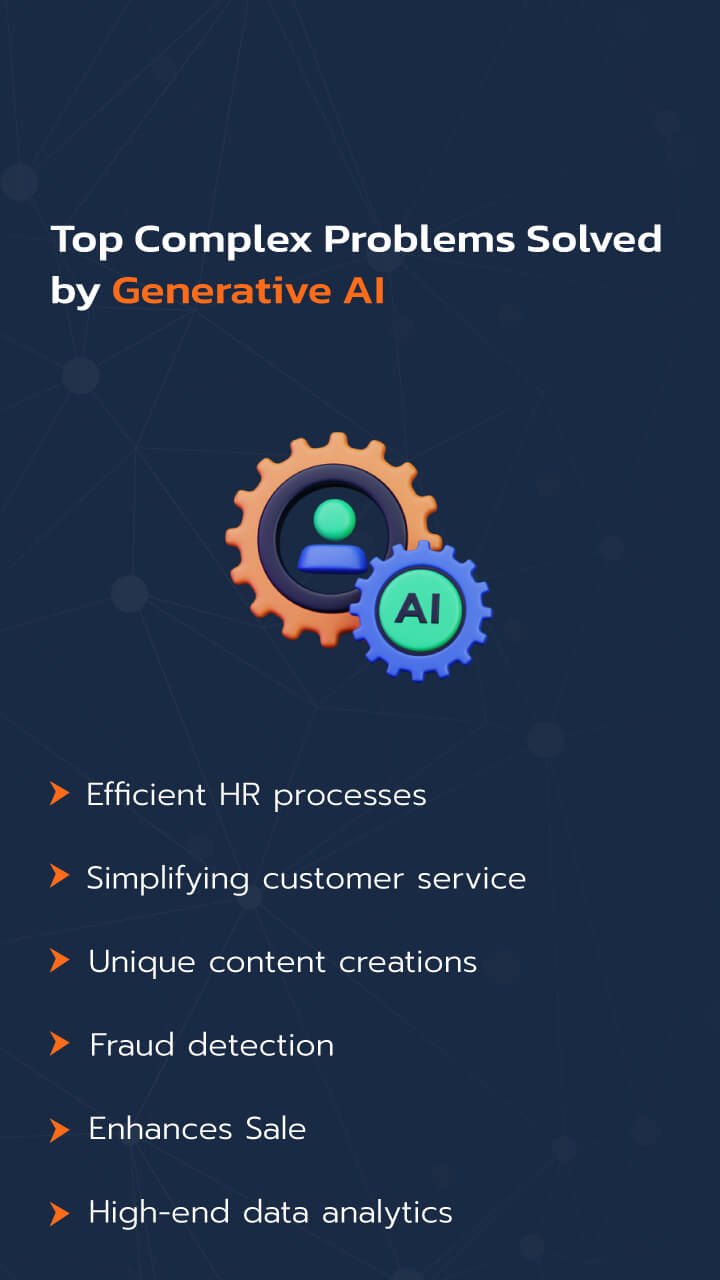 Top Complex Problems Solved
by Generative AI
AI
Efficient HR processes
Simplifying customer service
Unique content creations
Fraud detection
Enhances Sale
High-end data analytics